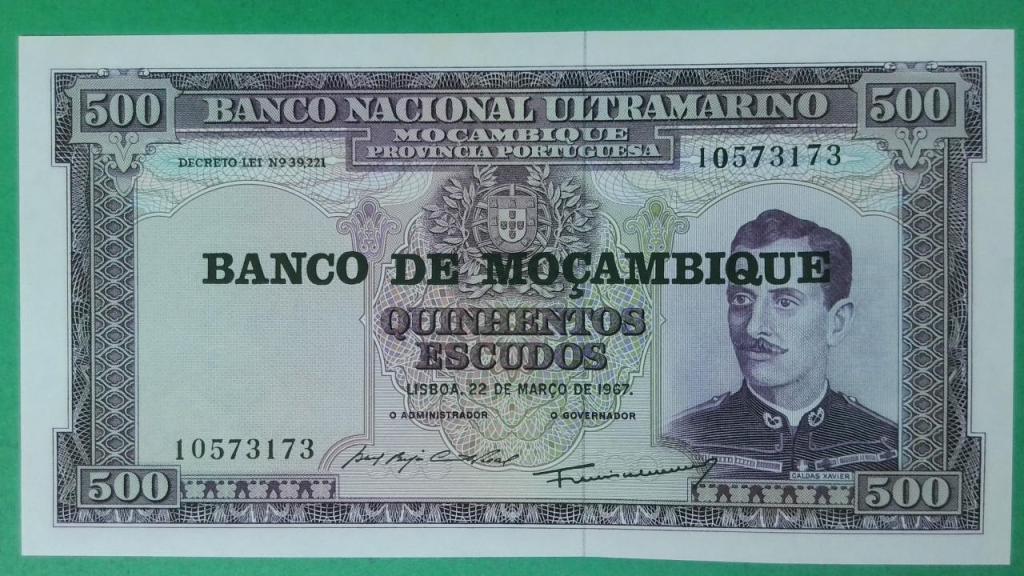 500 BANCO NACIONAL ULTRAMARINO 500
MOÇAMBIQUE
PROVINCIA PORTUGUESA
DECRETO-LEI Nº 39,221
10573173
BANCO DE MOÇAMBIQUE
QUINHENTOS
ESCUDOS
LISBOA, 22 DE MARÇO DE 1967.
O ADMINISTRADOR O GOVERNADOR
10573173
CALDAS XAVIER
500 500